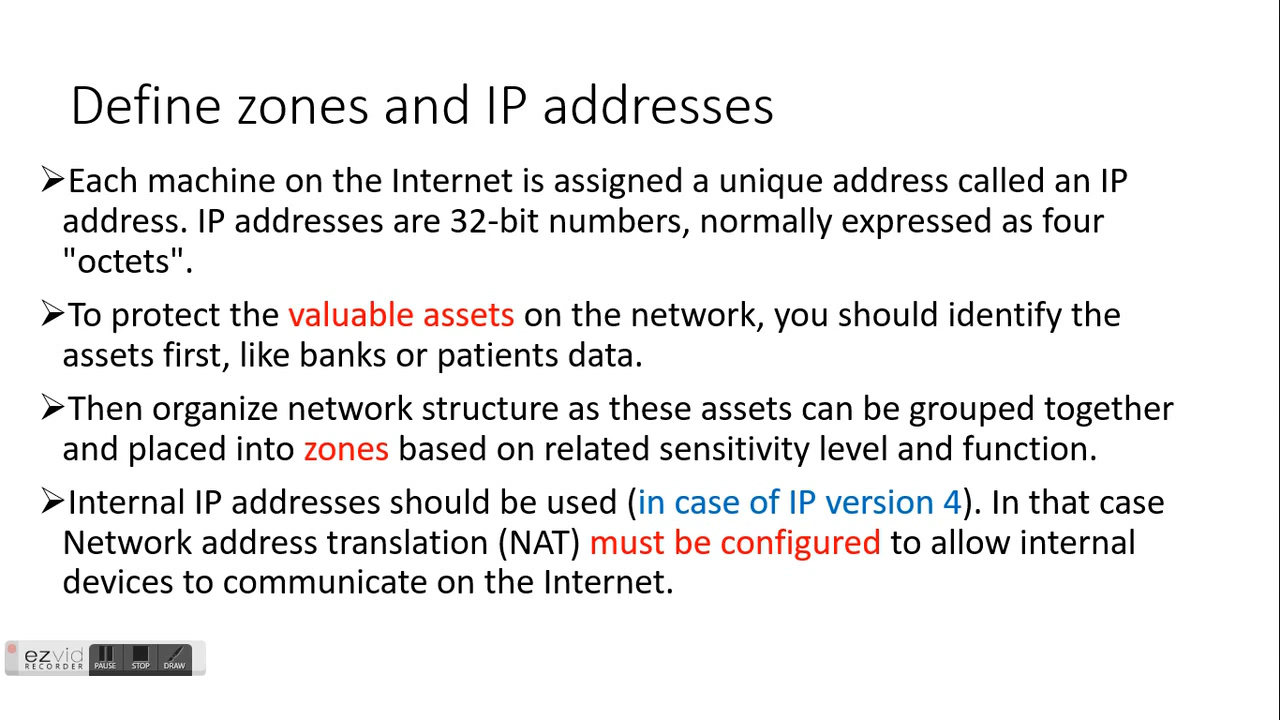 Define zones and IP addresses
➢Each machine on the Internet is assigned a unique address called an IP
address. IP addresses are 32-bit numbers, normally expressed as four
"octets".
➢To protect the valuable assets on the network, you should identify the
assets first, like banks or patients data.
➢Then organize network structure as these assets can be grouped together
and placed into zones based on related sensitivity level and function.
➢Internal IP addresses should be used (in case of IP version 4). In that case
Network address translation (NAT) must be configured to allow internal
devices to communicate on the Internet.
ezvid
RECORDER
PAUSE STOP DRAW